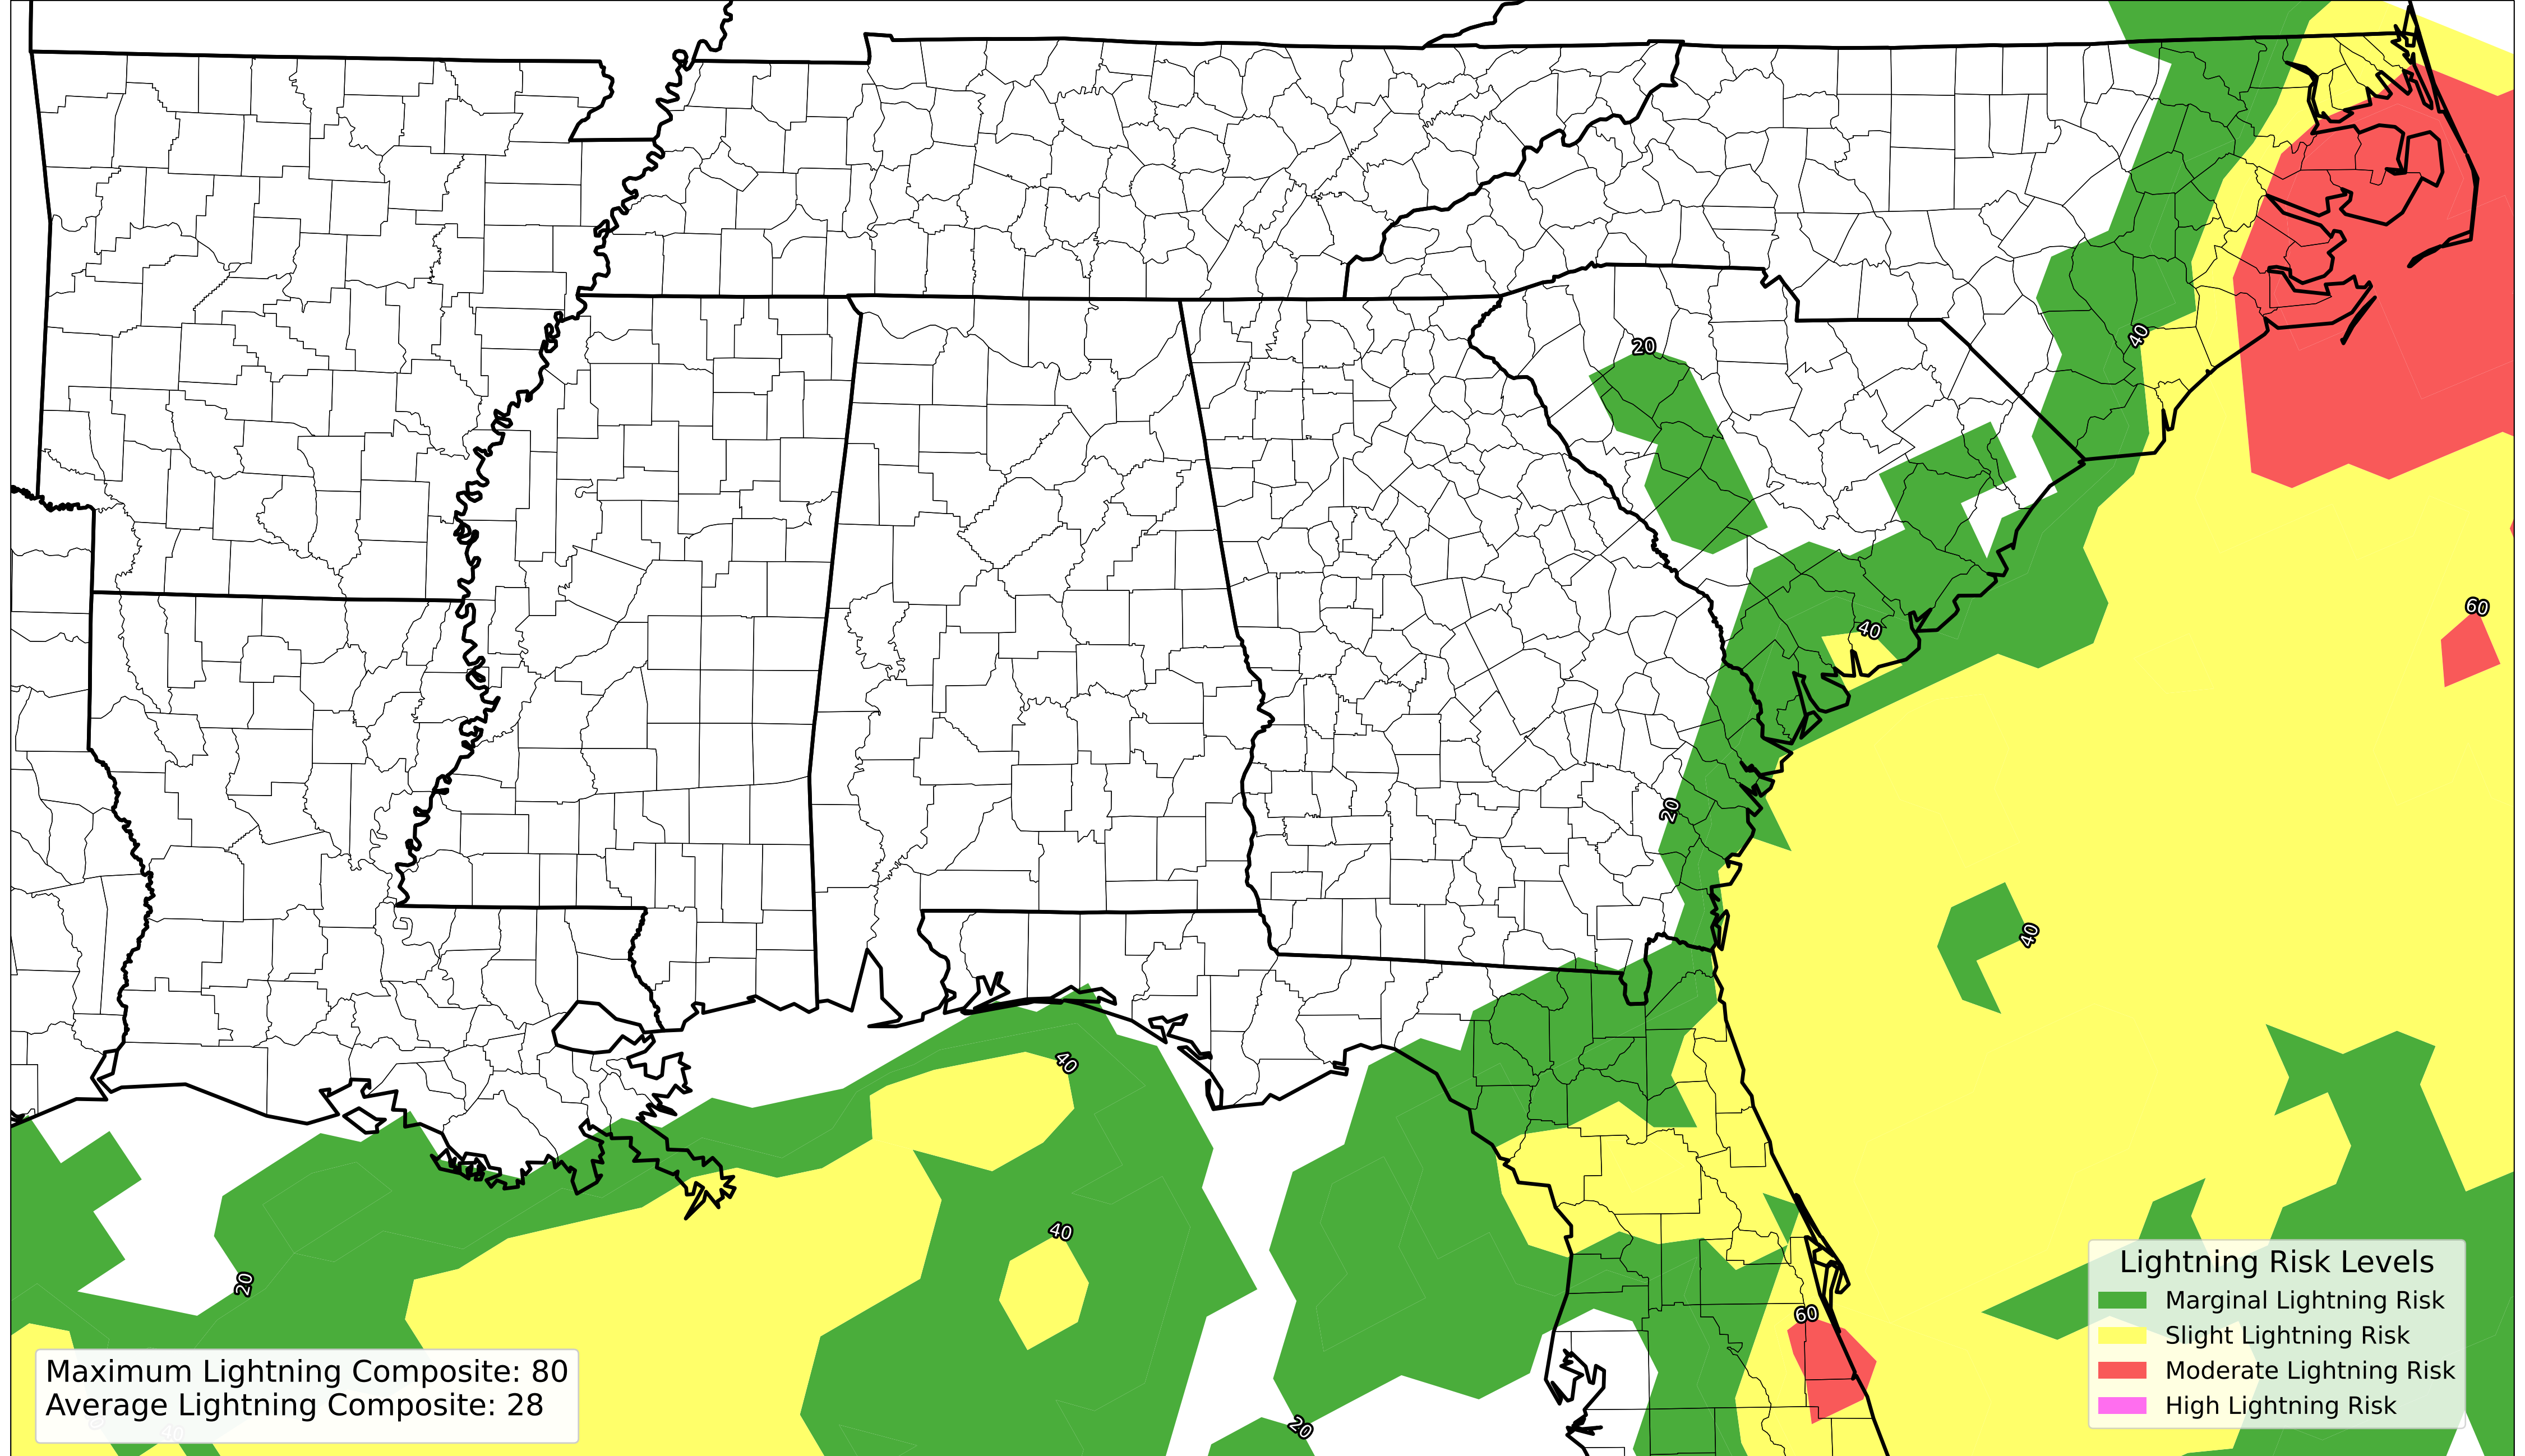 20
40
60
40
20
40
40
40
20
60
20
40
Lightning Risk Levels
Marginal Lightning Risk
Slight Lightning Risk
Moderate Lightning Risk
High Lightning Risk
Maximum Lightning Composite: 80
Average Lightning Composite: 28